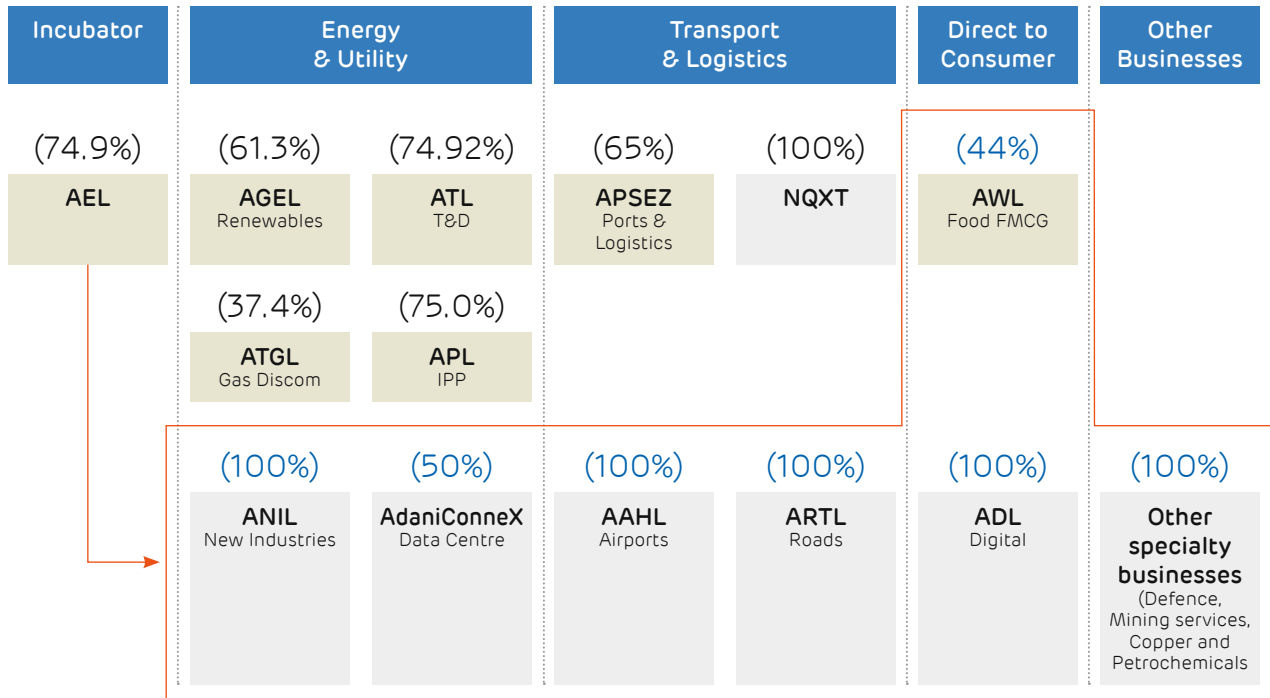 Incubator
Energy
& Utility
Transport
& Logistics
Direct to
Consumer
Other
Businesses
(74.9%)
AEL
(61.3%)
AGEL
Renewables
(74.92%)
ATL
T&D
(65%)
APSEZ
Ports &
Logistics
(100%)
NQXT
(44%)
AWL
Food FMCG
(37.4%)
ATGL
Gas Discom
(75.0%)
APL
IPP
(100%)
ANIL
New Industries
(50%)
AdaniConneX
Data Centre
(100%)
AAHL
Airports
(100%)
ARTL
Roads
(100%)
ADL
Digital
(100%)
Other
specialty
businesses
(Defence,
Mining services,
Copper and
Petrochemicals